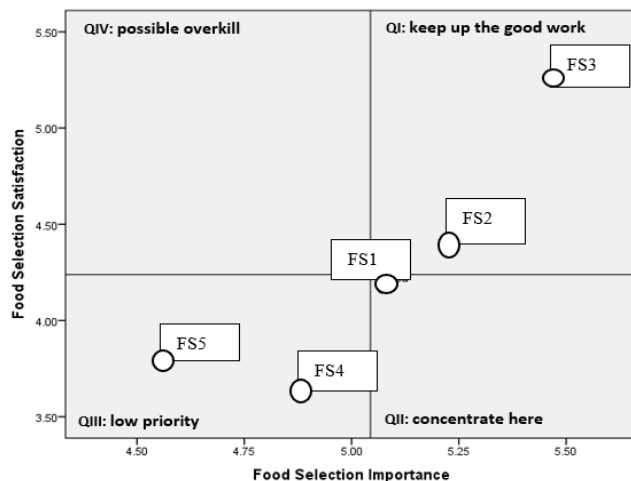 QIV: possible overkill
QI: keep up the good work
5.50
FS3
5.00
FS2
4.50
FS1
4.00
FS5
FS4
3.50
QIII: low priority
QII: concentrate here
4.50 4.75 5.00 5.25 5.50
Food Selection Importance
Food Selection Satisfaction